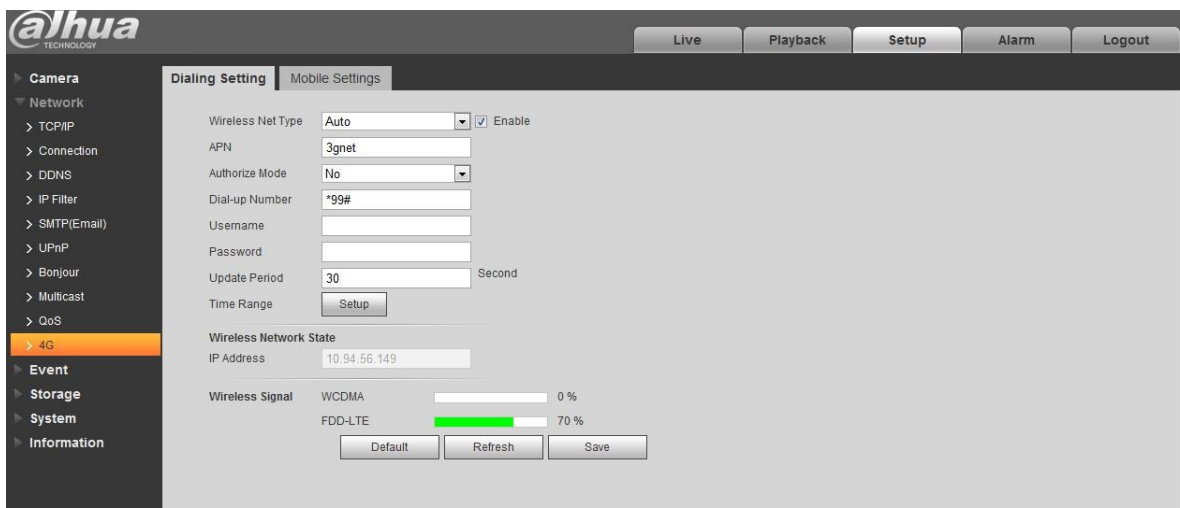 alhua
TECHNOLOGY
Live Playback Setup Alarm Logout
Camera
Network
TCP/IP
Connection
DDNS
IP Filter
SMTP(Email)
UPnP
Bonjour
Multicast
QoS
4G
Event
Storage
System
Information
Dialing Setting Mobile Settings
Wireless Net Type Auto Enable
APN 3gnet
Authorize Mode No
Dial-up Number *99#
Username
Password
Update Period 30 Second
Time Range Setup
Wireless Network State
IP Address 10.94.56.149
Wireless Signal WCDMA 0 %
FDD-LTE 70 %
Default Refresh Save